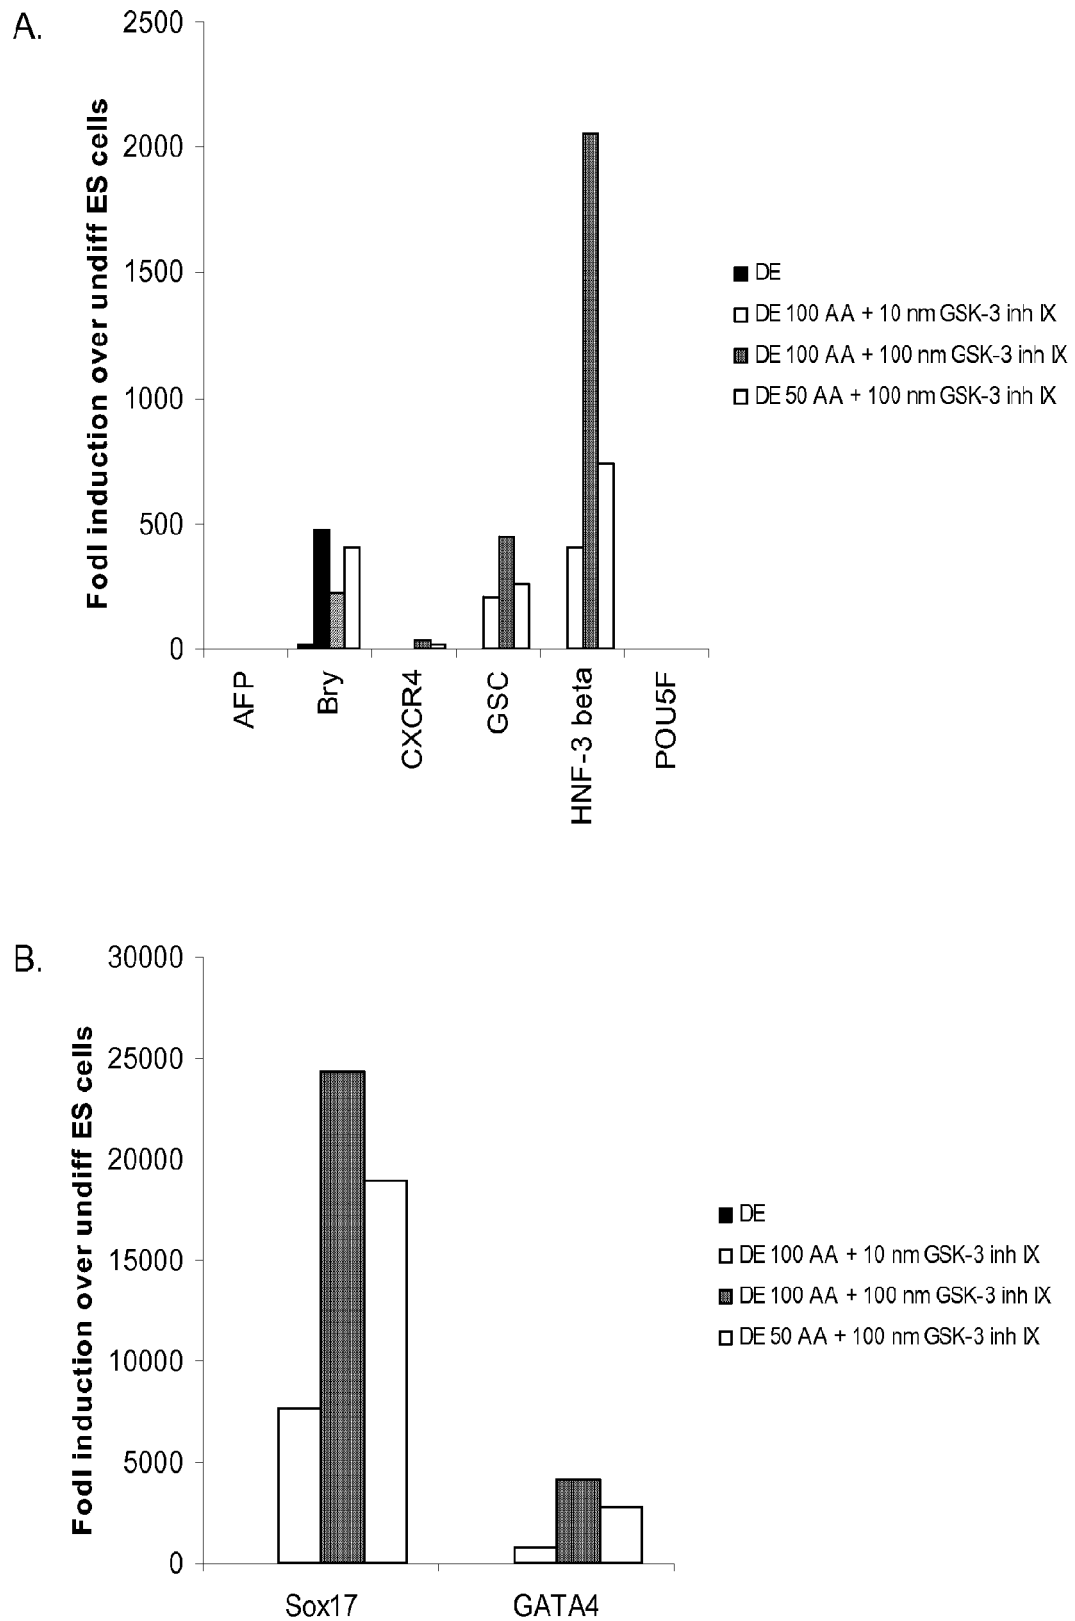 A.
Fodl induction over undiff ES cells
2500
2000
1500
1000
500
0
AFP
Bry
CXCR4
GSC
HNF-3 beta
POU5F
DE
DE 100 AA + 10 nm GSK-3 inh IX
DE 100 AA + 100 nm GSK-3 inh IX
DE 50 AA + 100 nm GSK-3 inh IX
B.
Fodl induction over undiff ES cells
30000
25000
20000
15000
10000
5000
0
Sox17
GATA4
DE
DE 100 AA + 10 nm GSK-3 inh IX
DE 100 AA + 100 nm GSK-3 inh IX
DE 50 AA + 100 nm GSK-3 inh IX